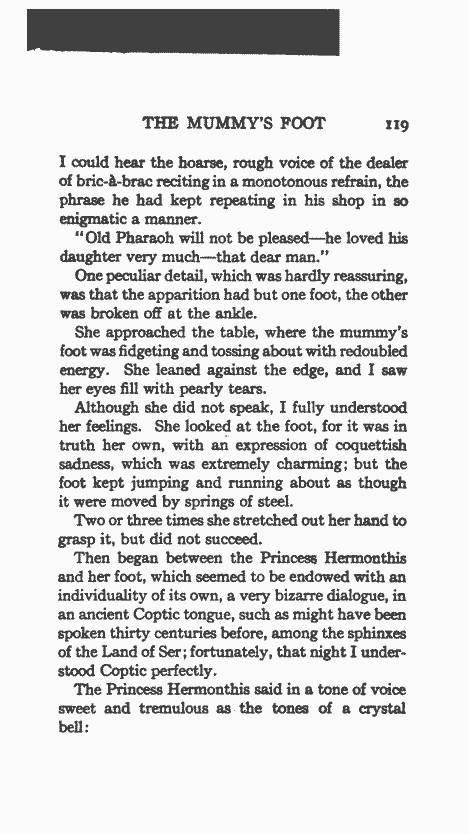 THE MUMMY'S FOOT 119
I could hear the hoarse, rough voice of the dealer
of bric-à-brac reciting in a monotonous refrain, the
phrase he had kept repeating in his shop in so
enigmatic a manner.
"Old Pharaoh will not be pleased—he loved his
daughter very much—that dear man."
One peculiar detail, which was hardly reassuring,
was that the apparition had but one foot, the other
was broken off at the ankle.
She approached the table, where the mummy's
foot was fidgeting and tossing about with redoubled
energy. She leaned against the edge, and I saw
her eyes fill with pearly tears.
Although she did not speak, I fully understood
her feelings. She looked at the foot, for it was in
truth her own, with an expression of coquettish
sadness, which was extremely charming; but the
foot kept jumping and running about as though
it were moved by springs of steel.
Two or three times she stretched out her hand to
grasp it, but did not succeed.
Then began between the Princess Hermonthis
and her foot, which seemed to be endowed with an
individuality of its own, a very bizarre dialogue, in
an ancient Coptic tongue, such as might have been
spoken thirty centuries before, among the sphinxes
of the Land of Ser; fortunately, that night I under-
stood Coptic perfectly.
The Princess Hermonthis said in a tone of voice
sweet and tremulous as the tones of a crystal
bell: